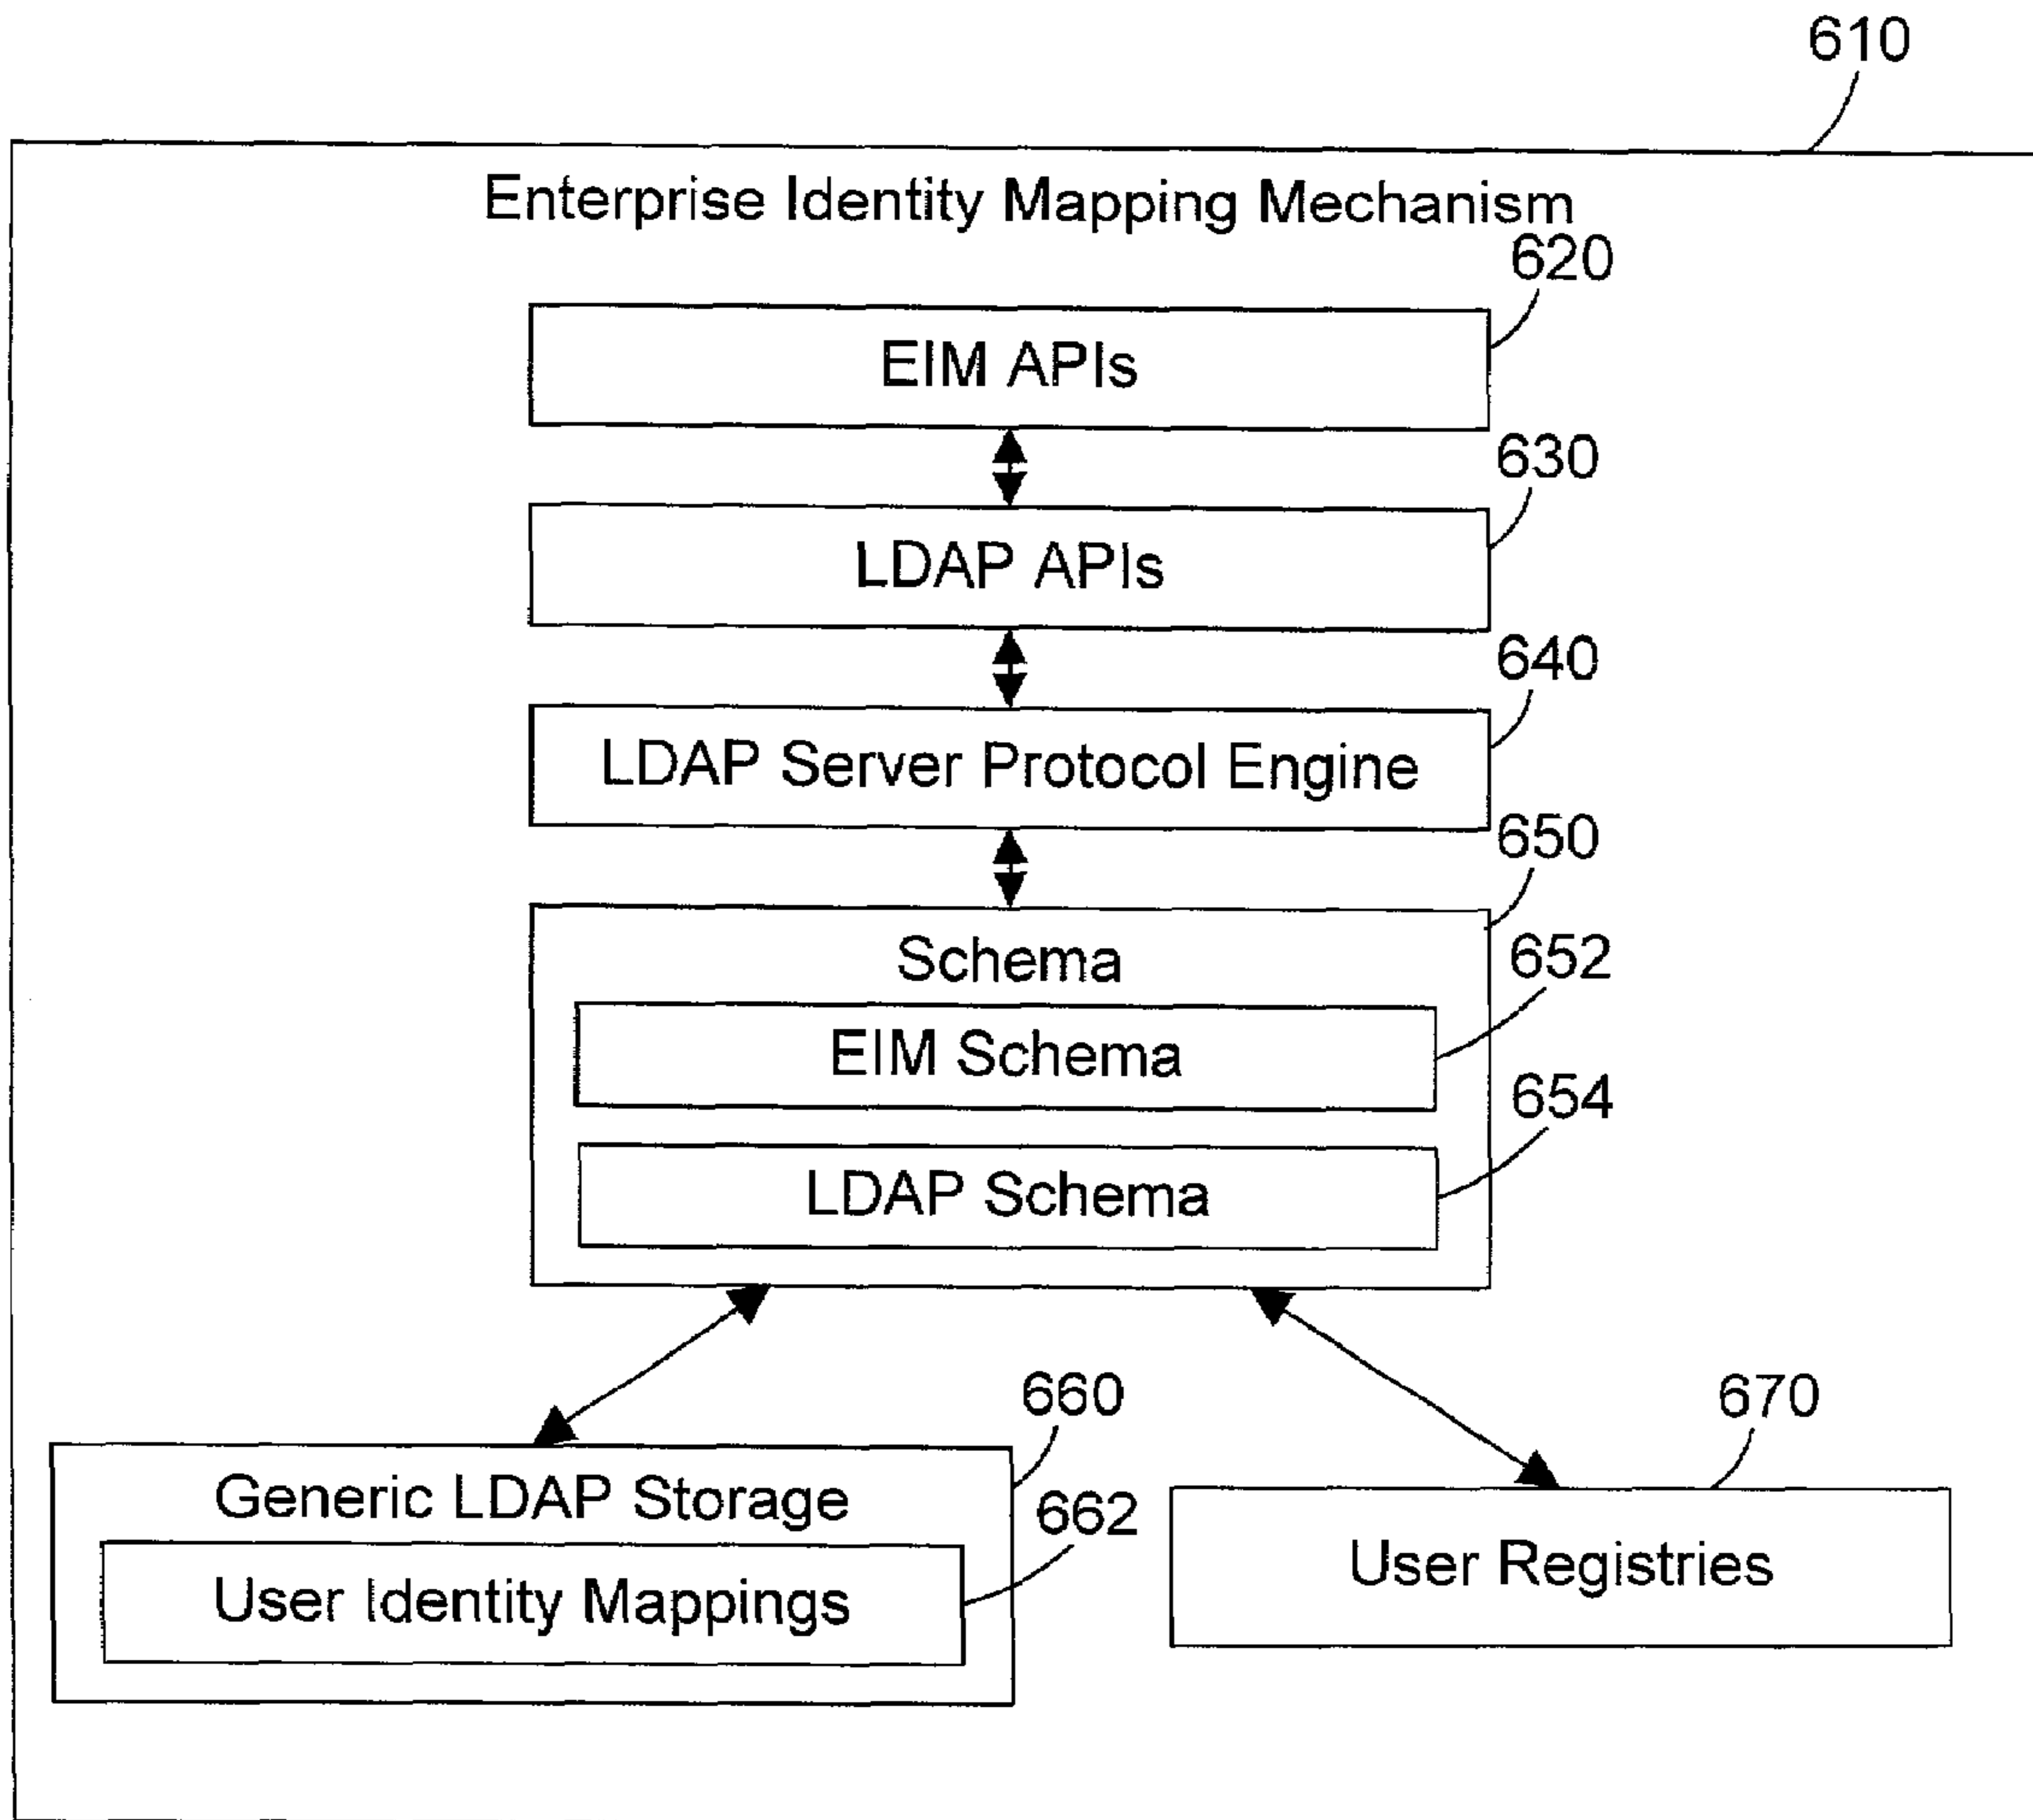 610
Enterprise Identity Mapping Mechanism
620
EIM APIs
630
LDAP APIs
640
LDAP Server Protocol Engine
650
Schema
652
EIM Schema
654
LDAP Schema
660
670
Generic LDAP Storage
662
User Registries
User Identity Mappings